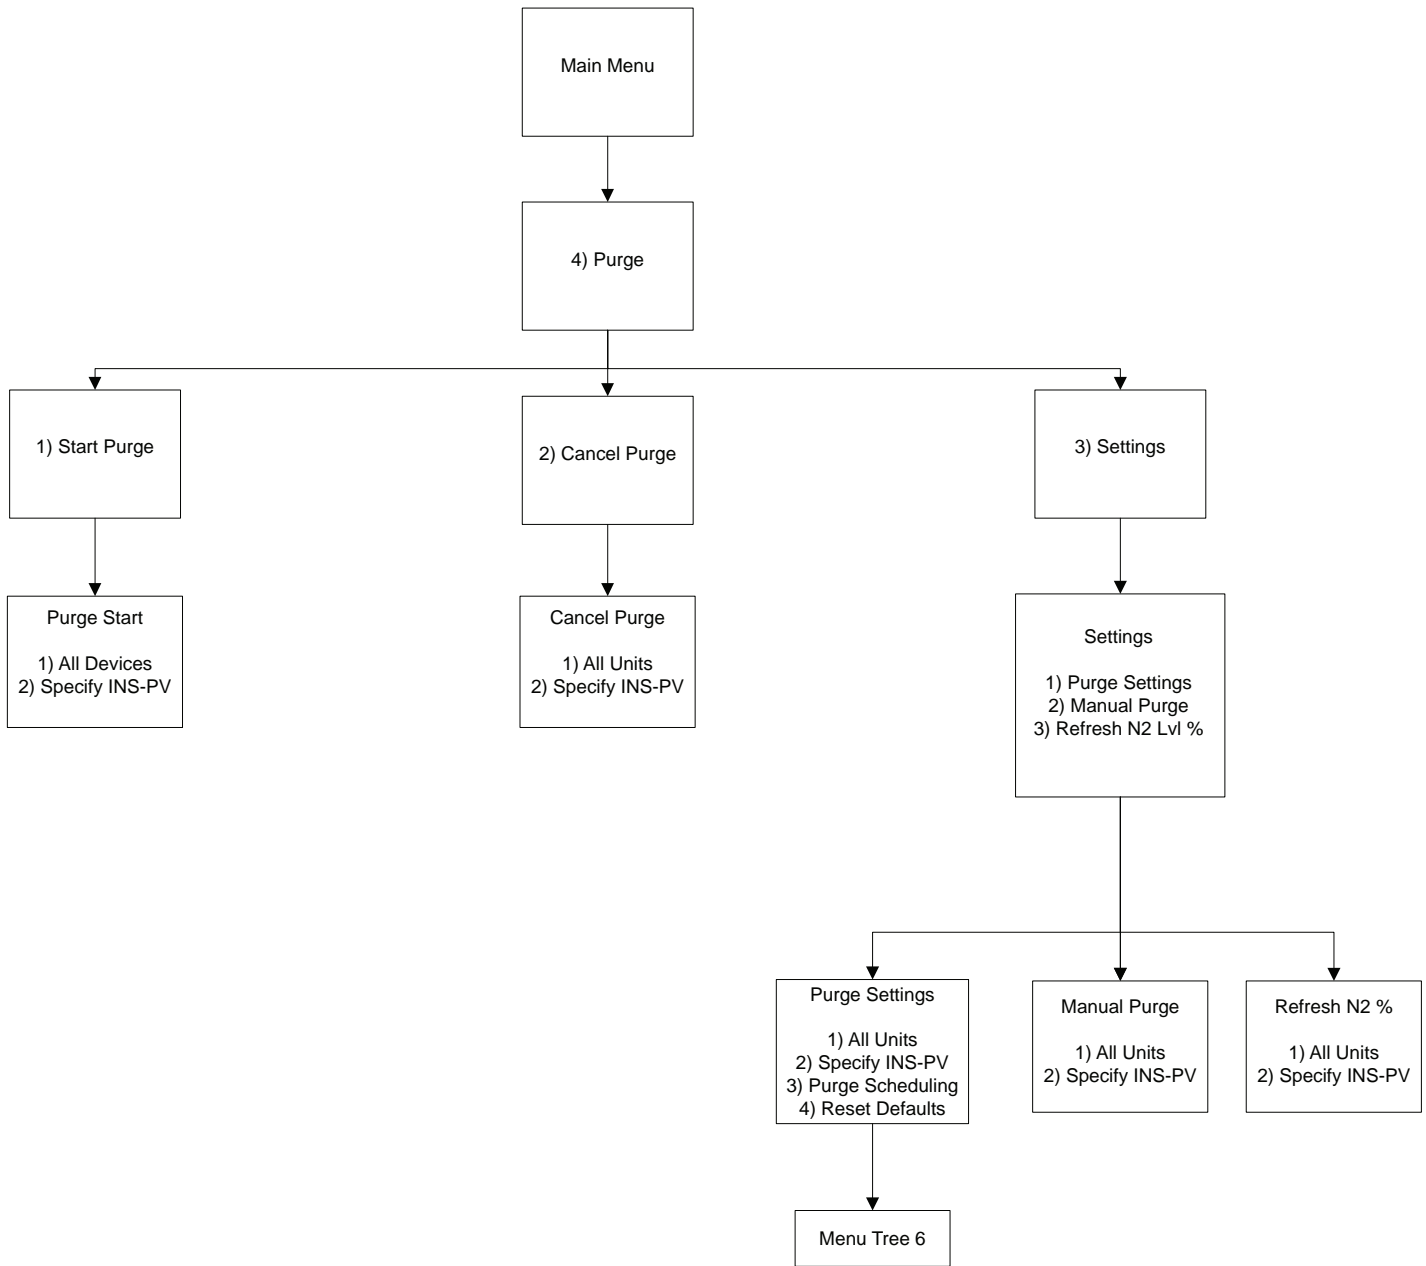 Main Menu
4) Purge
1) Start Purge
2) Cancel Purge
3) Settings
Purge Start
1) All Devices
2) Specify INS-PV
Cancel Purge
1) All Units
2) Specify INS-PV
Settings
1) Purge Settings
2) Manual Purge
3) Refresh N2 Lvl %
Purge Settings
1) All Units
2) Specify INS-PV
3) Purge Scheduling
4) Reset Defaults
Manual Purge
1) All Units
2) Specify INS-PV
Refresh N2 %
1) All Units
2) Specify INS-PV
Menu Tree 6